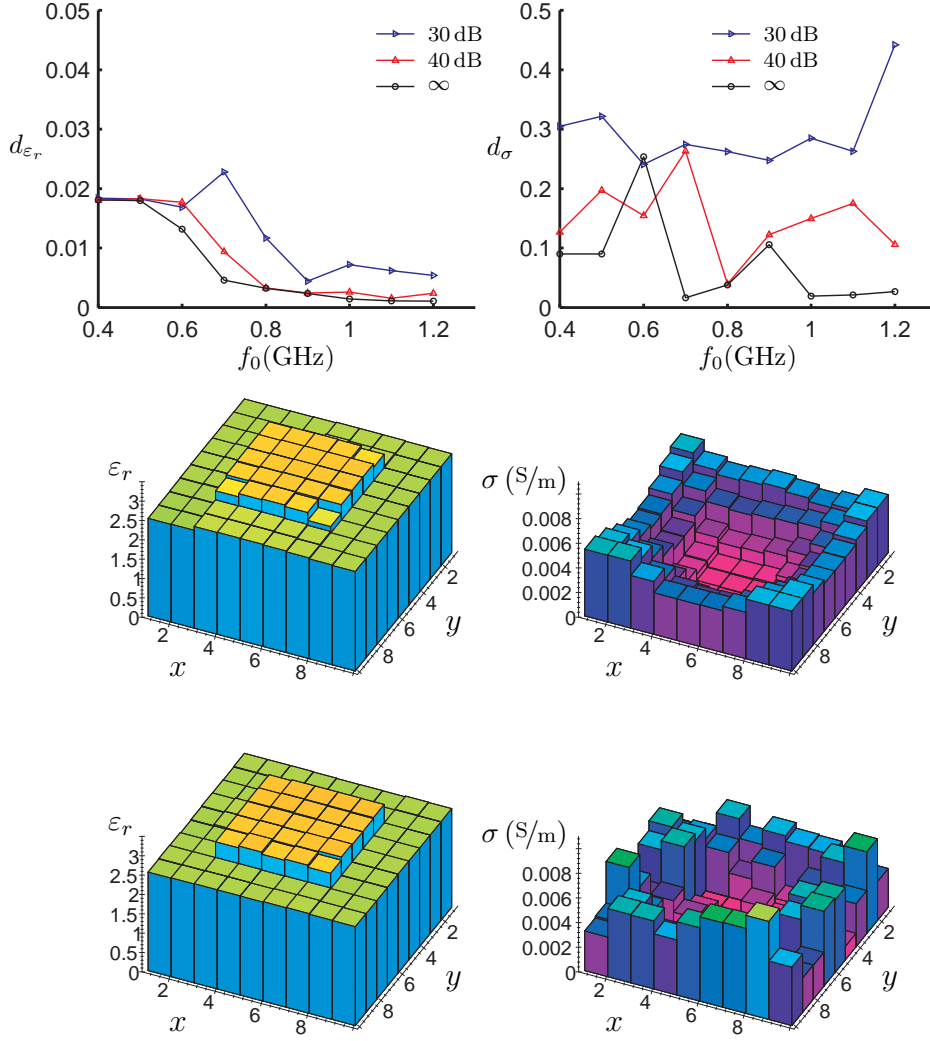 0.05
0.04
0.03
0.02
0.01
0
d_{ε_r}
30 dB
40 dB
∞
0.4 0.6 0.8 1 1.2
f_0(GHz)
0.5
0.4
0.3
0.2
0.1
0
d_σ
30 dB
40 dB
∞
0.4 0.6 0.8 1 1.2
f_0(GHz)
ε_r
3
2.5
2
1.5
1
0.5
0
2 4 6 8
x
2
4
6
8
y
σ (S/m)
0.008
0.006
0.004
0.002
0
2 4 6 8
x
2
4
6
8
y
ε_r
3
2.5
2
1.5
1
0.5
0
2 4 6 8
x
2
4
6
8
y
σ (S/m)
0.008
0.006
0.004
0.002
0
2 4 6 8
x
2
4
6
8
y